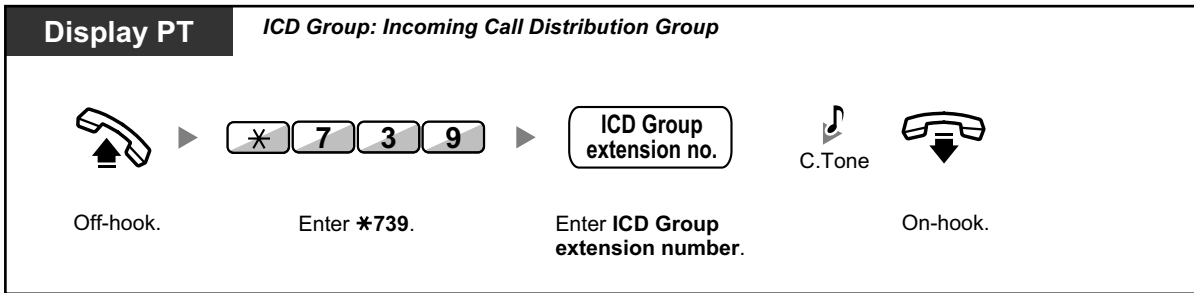 Display PT
ICD Group: Incoming Call Distribution Group
* 7 3 9
ICD Group
extension no.
C.Tone
Off-hook.
Enter *739.
Enter ICD Group
extension number.
On-hook.